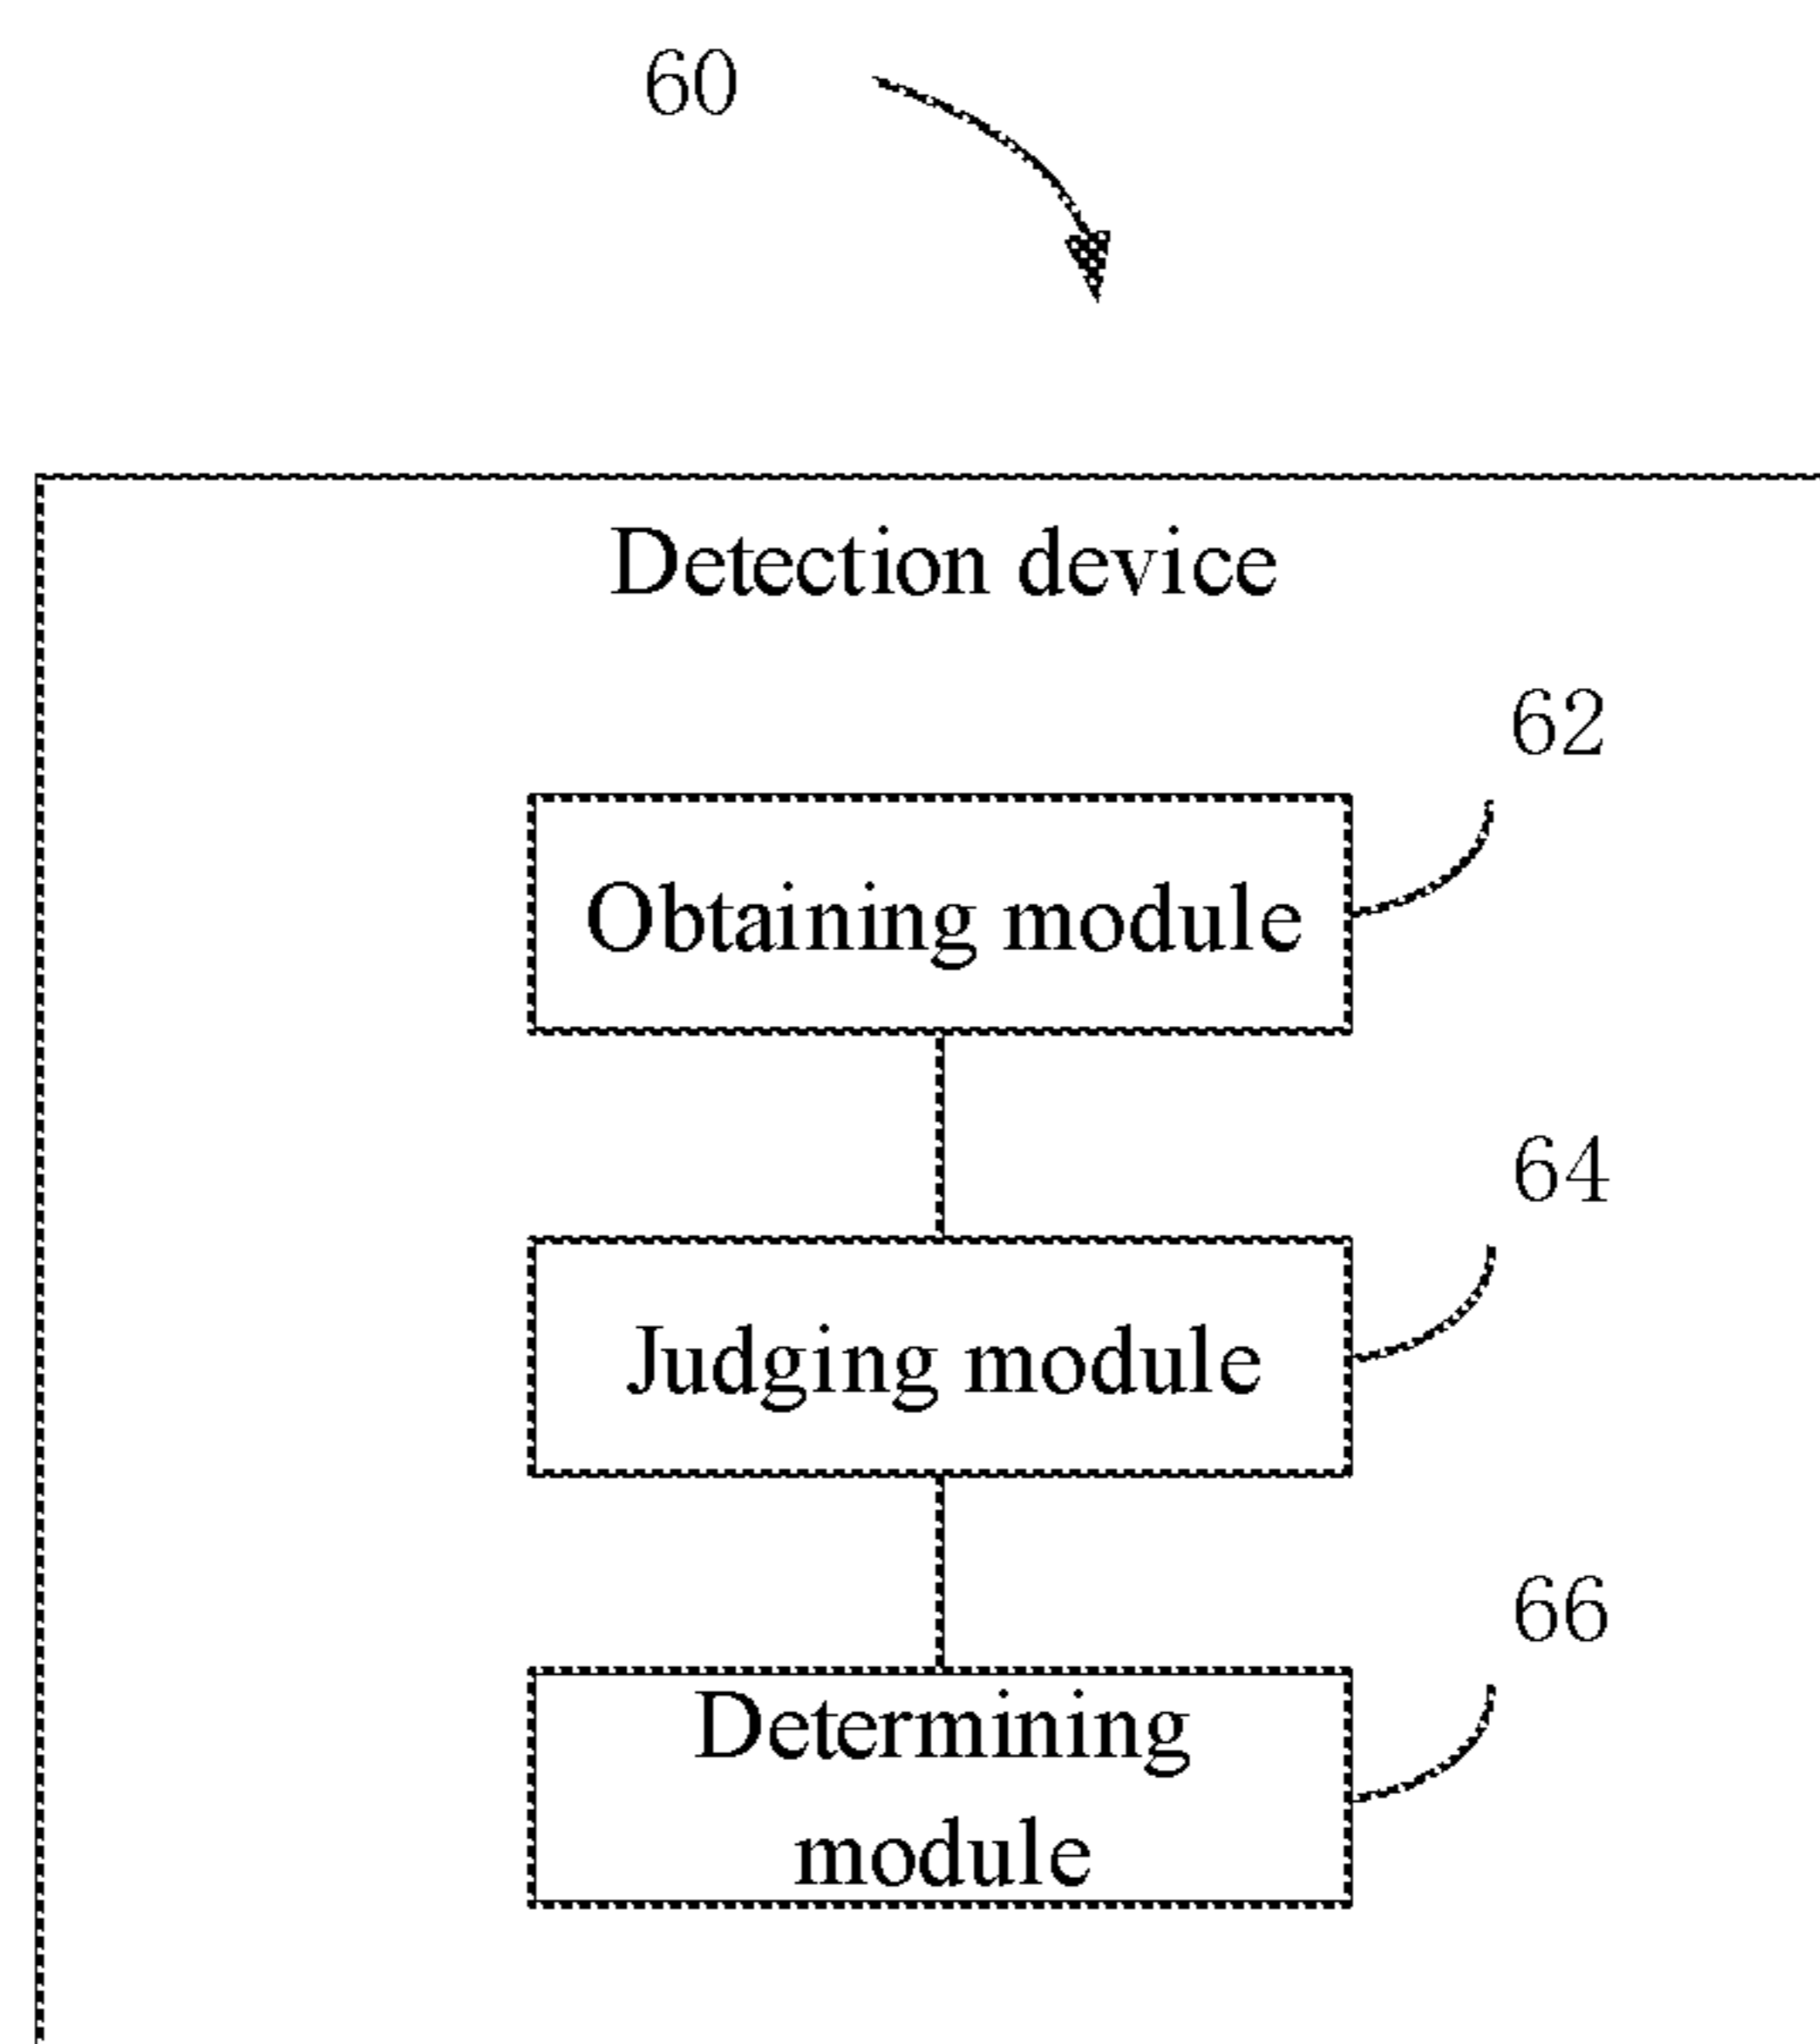 60
Detection device
62
Obtaining module
64
Judging module
66
Determining
module